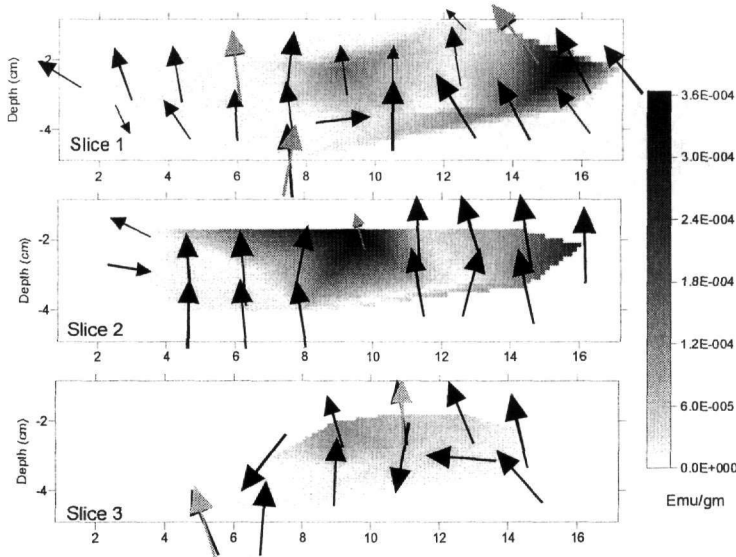 Depth (cm)
-2
-4
Slice 1
2 4 6 8 10 12 14 16
Depth (cm)
-2
-4
Slice 2
2 4 6 8 10 12 14 16
Depth (cm)
-2
-4
Slice 3
2 4 6 8 10 12 14 16
3.6E-004
3.0E-004
2.4E-004
1.8E-004
1.2E-004
6.0E-005
0.0E+000
Emu/gm